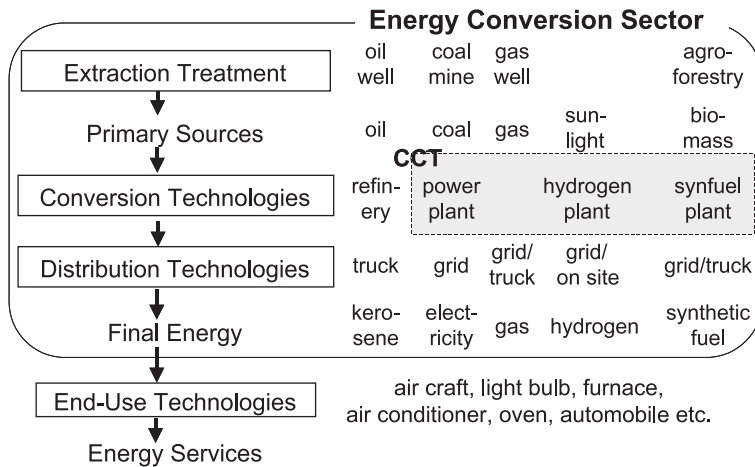 Energy Conversion Sector
Extraction Treatment
oil well
coal mine
gas well
agro-forestry
Primary Sources
oil
coal
gas
sun-light
bio-mass
CCT
Conversion Technologies
refin-ery
power plant
hydrogen plant
synfuel plant
Distribution Technologies
truck
grid
grid/ truck
grid/ on site
grid/truck
Final Energy
kero-sene
elect-ricity
gas
hydrogen
synthetic fuel
End-Use Technologies
air craft, light bulb, furnace,
air conditioner, oven, automobile etc.
Energy Services